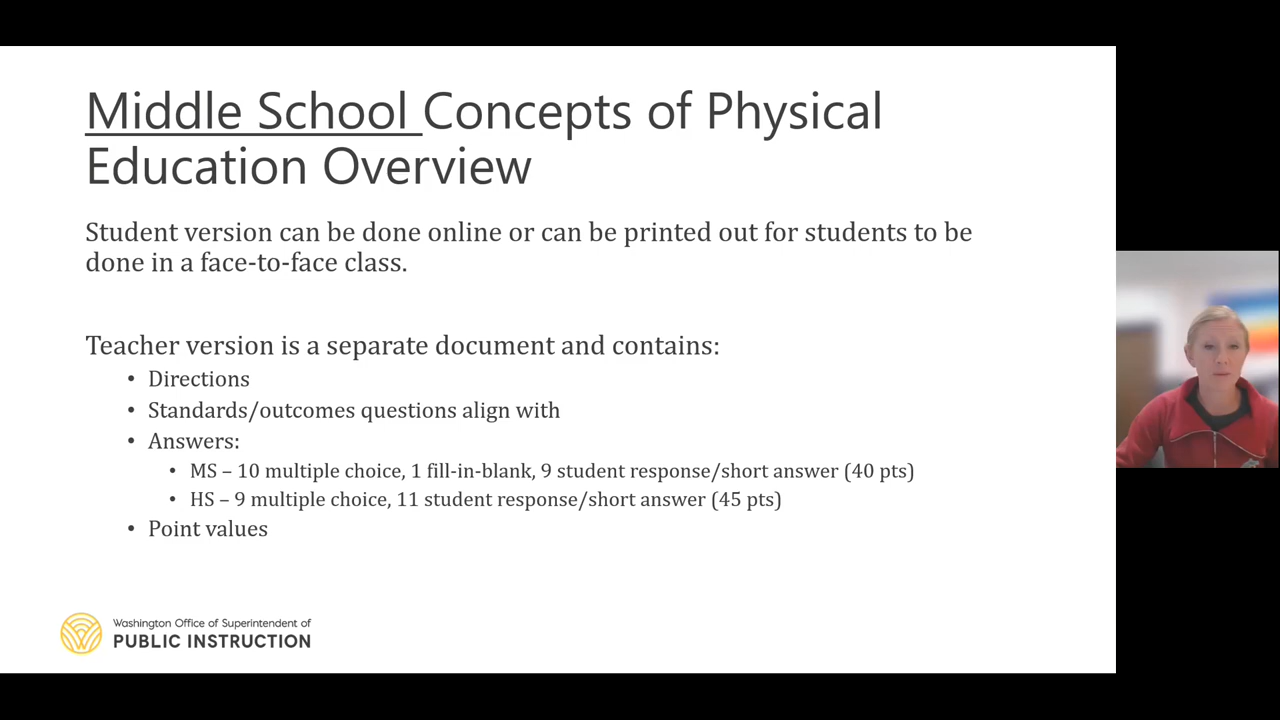 Middle School Concepts of Physical
Education Overview
Student version can be done online or can be printed out for students to be
done in a face-to-face class.
Teacher version is a separate document and contains:
• Directions
• Standards/outcomes questions align with
• Answers:
• MS – 10 multiple choice, 1 fill-in-blank, 9 student response/short answer (40 pts)
• HS – 9 multiple choice, 11 student response/short answer (45 pts)
• Point values
Washington Office of Superintendent of
PUBLIC INSTRUCTION